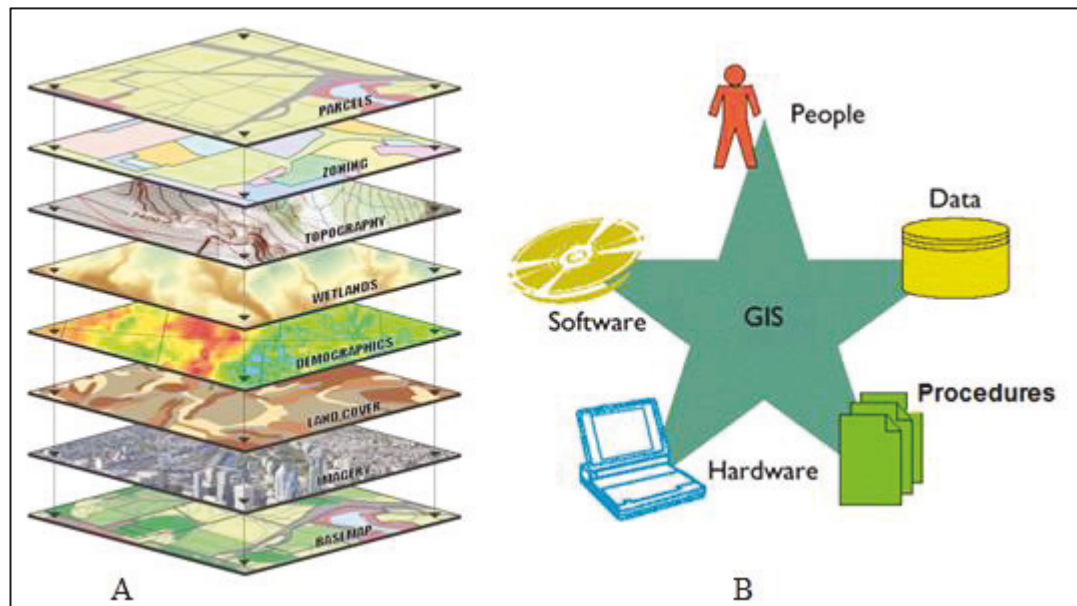 PARCELS
ZONING
TOPOGRAPHY
WETLANDS
DEMOGRAPHICS
LAND COVER
IMAGERY
BASEMAP
A
People
Data
Software
GIS
Procedures
Hardware
B